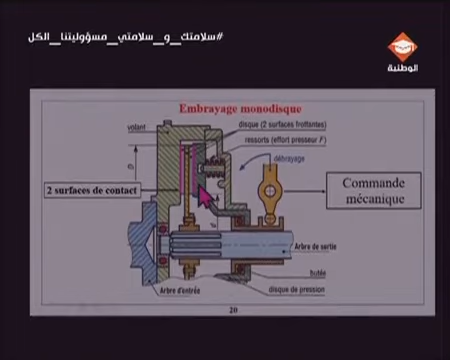 #سلامتك_و_سلامتي_مسؤوليتنا_الكل
الوطنية
Embrayage monodisque
volant
disque (2 surfaces frottantes)
ressorts (effort presseur F)
débrayage
2 surfaces de contact
Commande
mécanique
Arbre de sortie
butée
Arbre d'entrée
disque de pression
20